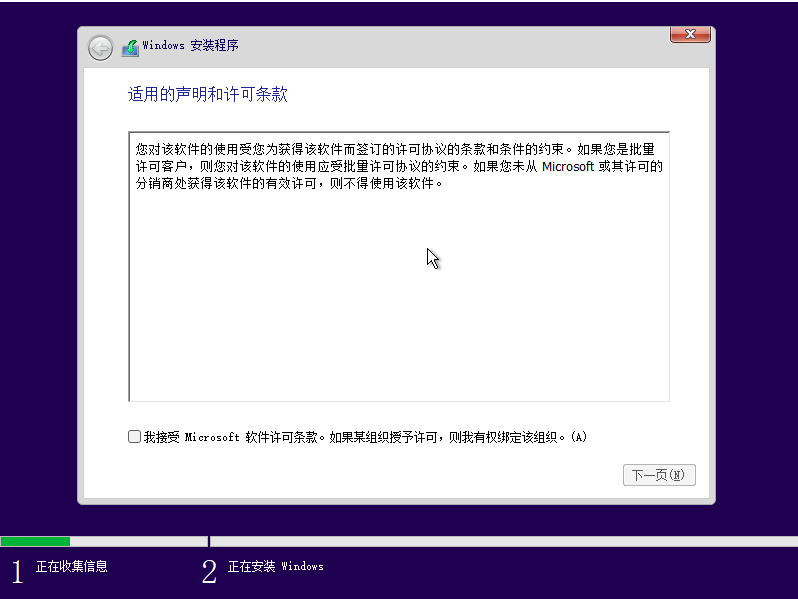 Windows 安装程序
适用的声明和许可条款
您对该软件的使用受您为获得该软件而签订的许可协议的条款和条件的约束。如果您是批量
许可客户，则您对该软件的使用应受批量许可协议的约束。如果您未从 Microsoft 或其许可的
分销商处获得该软件的有效许可，则不得使用该软件。
我接受 Microsoft 软件许可条款。如果某组织授予许可，则我有权绑定该组织。(A)
下一页(N)
1 正在收集信息
2 正在安装 Windows